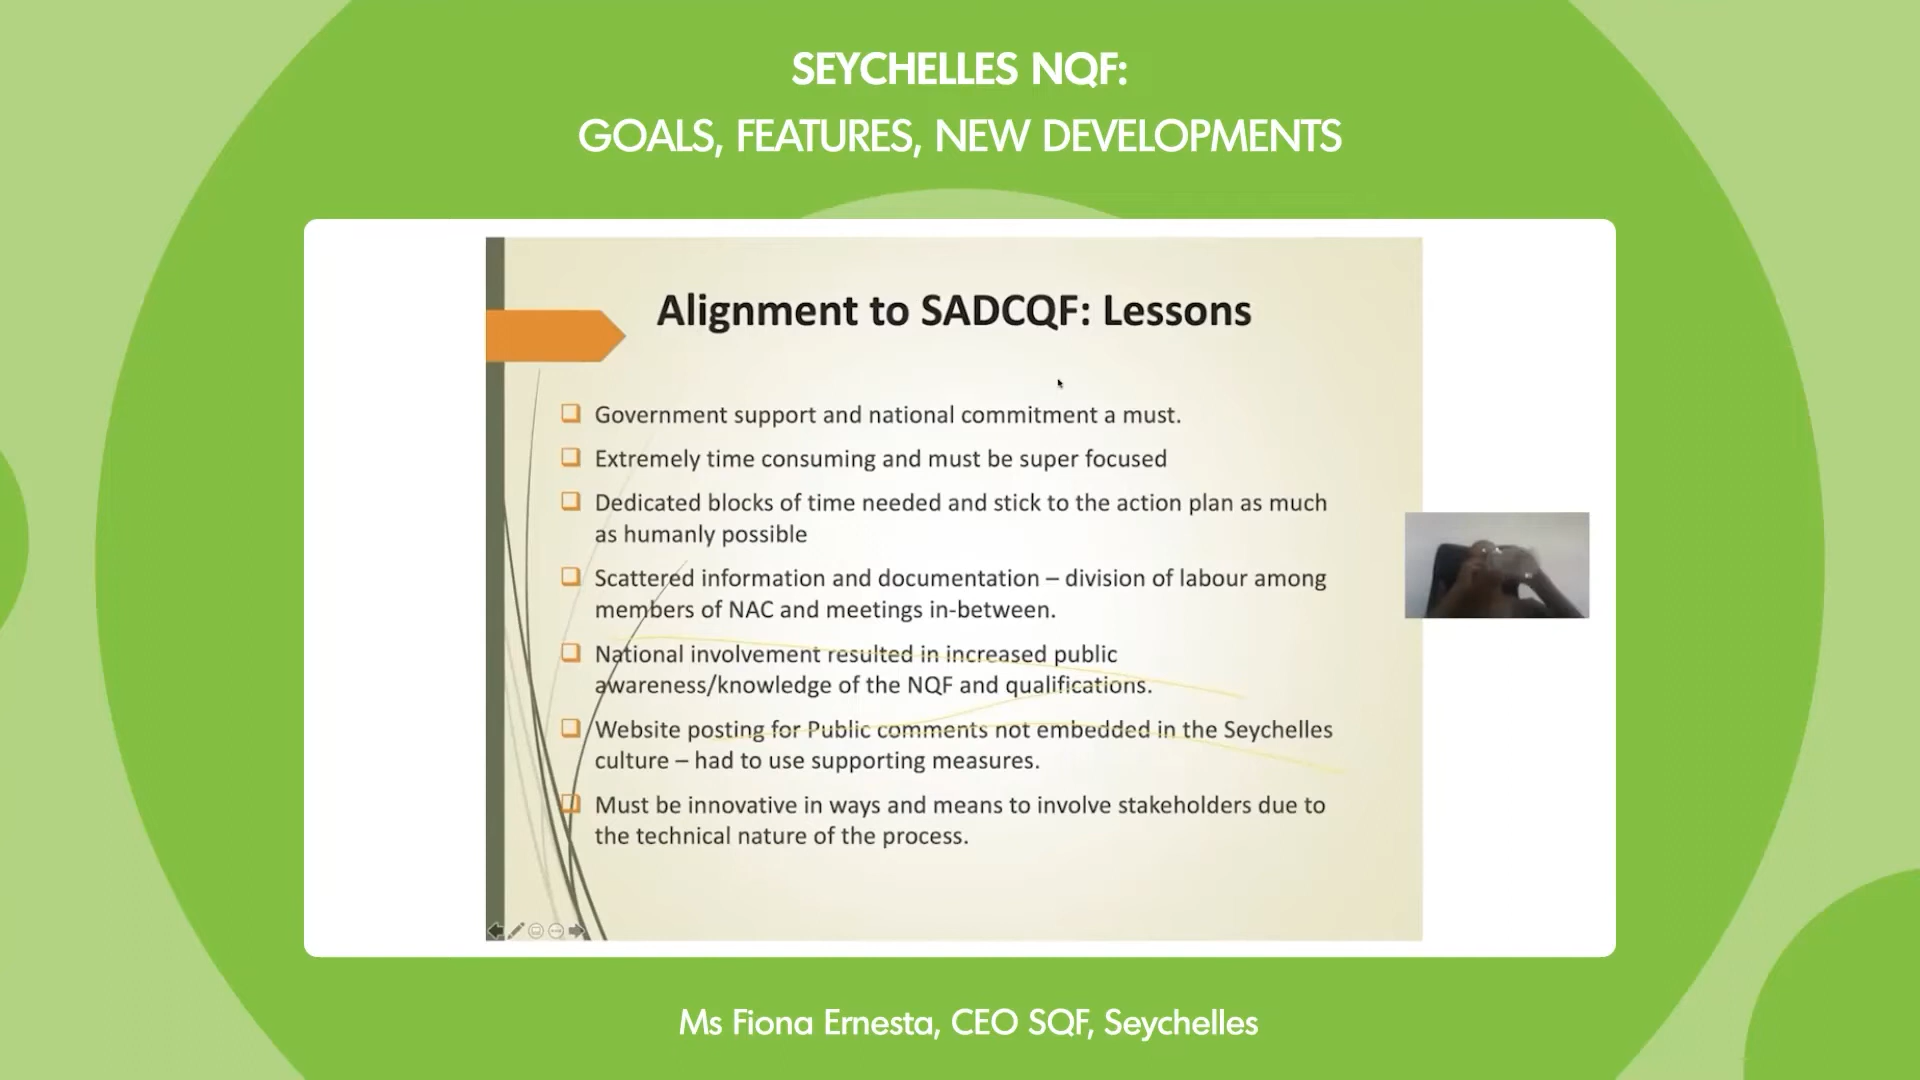 SEYCHELLES NQF:
GOALS, FEATURES, NEW DEVELOPMENTS
Alignment to SADCQF: Lessons
Government support and national commitment a must.
Extremely time consuming and must be super focused
Dedicated blocks of time needed and stick to the action plan as much
as humanly possible
Scattered information and documentation – division of labour among
members of NAC and meetings in-between.
National involvement resulted in increased public
awareness/knowledge of the NQF and qualifications.
Website posting for Public comments not embedded in the Seychelles
culture – had to use supporting measures.
Must be innovative in ways and means to involve stakeholders due to
the technical nature of the process.
Ms Fiona Ernesta, CEO SQF, Seychelles